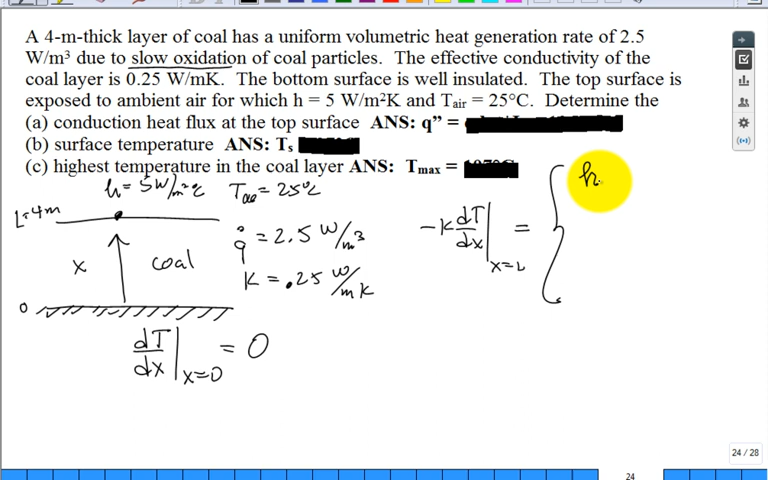 A 4-m-thick layer of coal has a uniform volumetric heat generation rate of 2.5
W/m³ due to slow oxidation of coal particles. The effective conductivity of the
coal layer is 0.25 W/mK. The bottom surface is well insulated. The top surface is
exposed to ambient air for which h = 5 W/m²K and Tair = 25°C. Determine the
(a) conduction heat flux at the top surface ANS: q” =
(b) surface temperature ANS: Ts
(c) highest temperature in the coal layer ANS: Tmax =
h = 5 W/m²°C T∞ = 25°C
L=4m
x coal
q̇ = 2.5 W/m³
k = .25 W/mK
0
dT/dx | x=0 = 0
-k dT/dx | x=L = { h
24 / 28
24